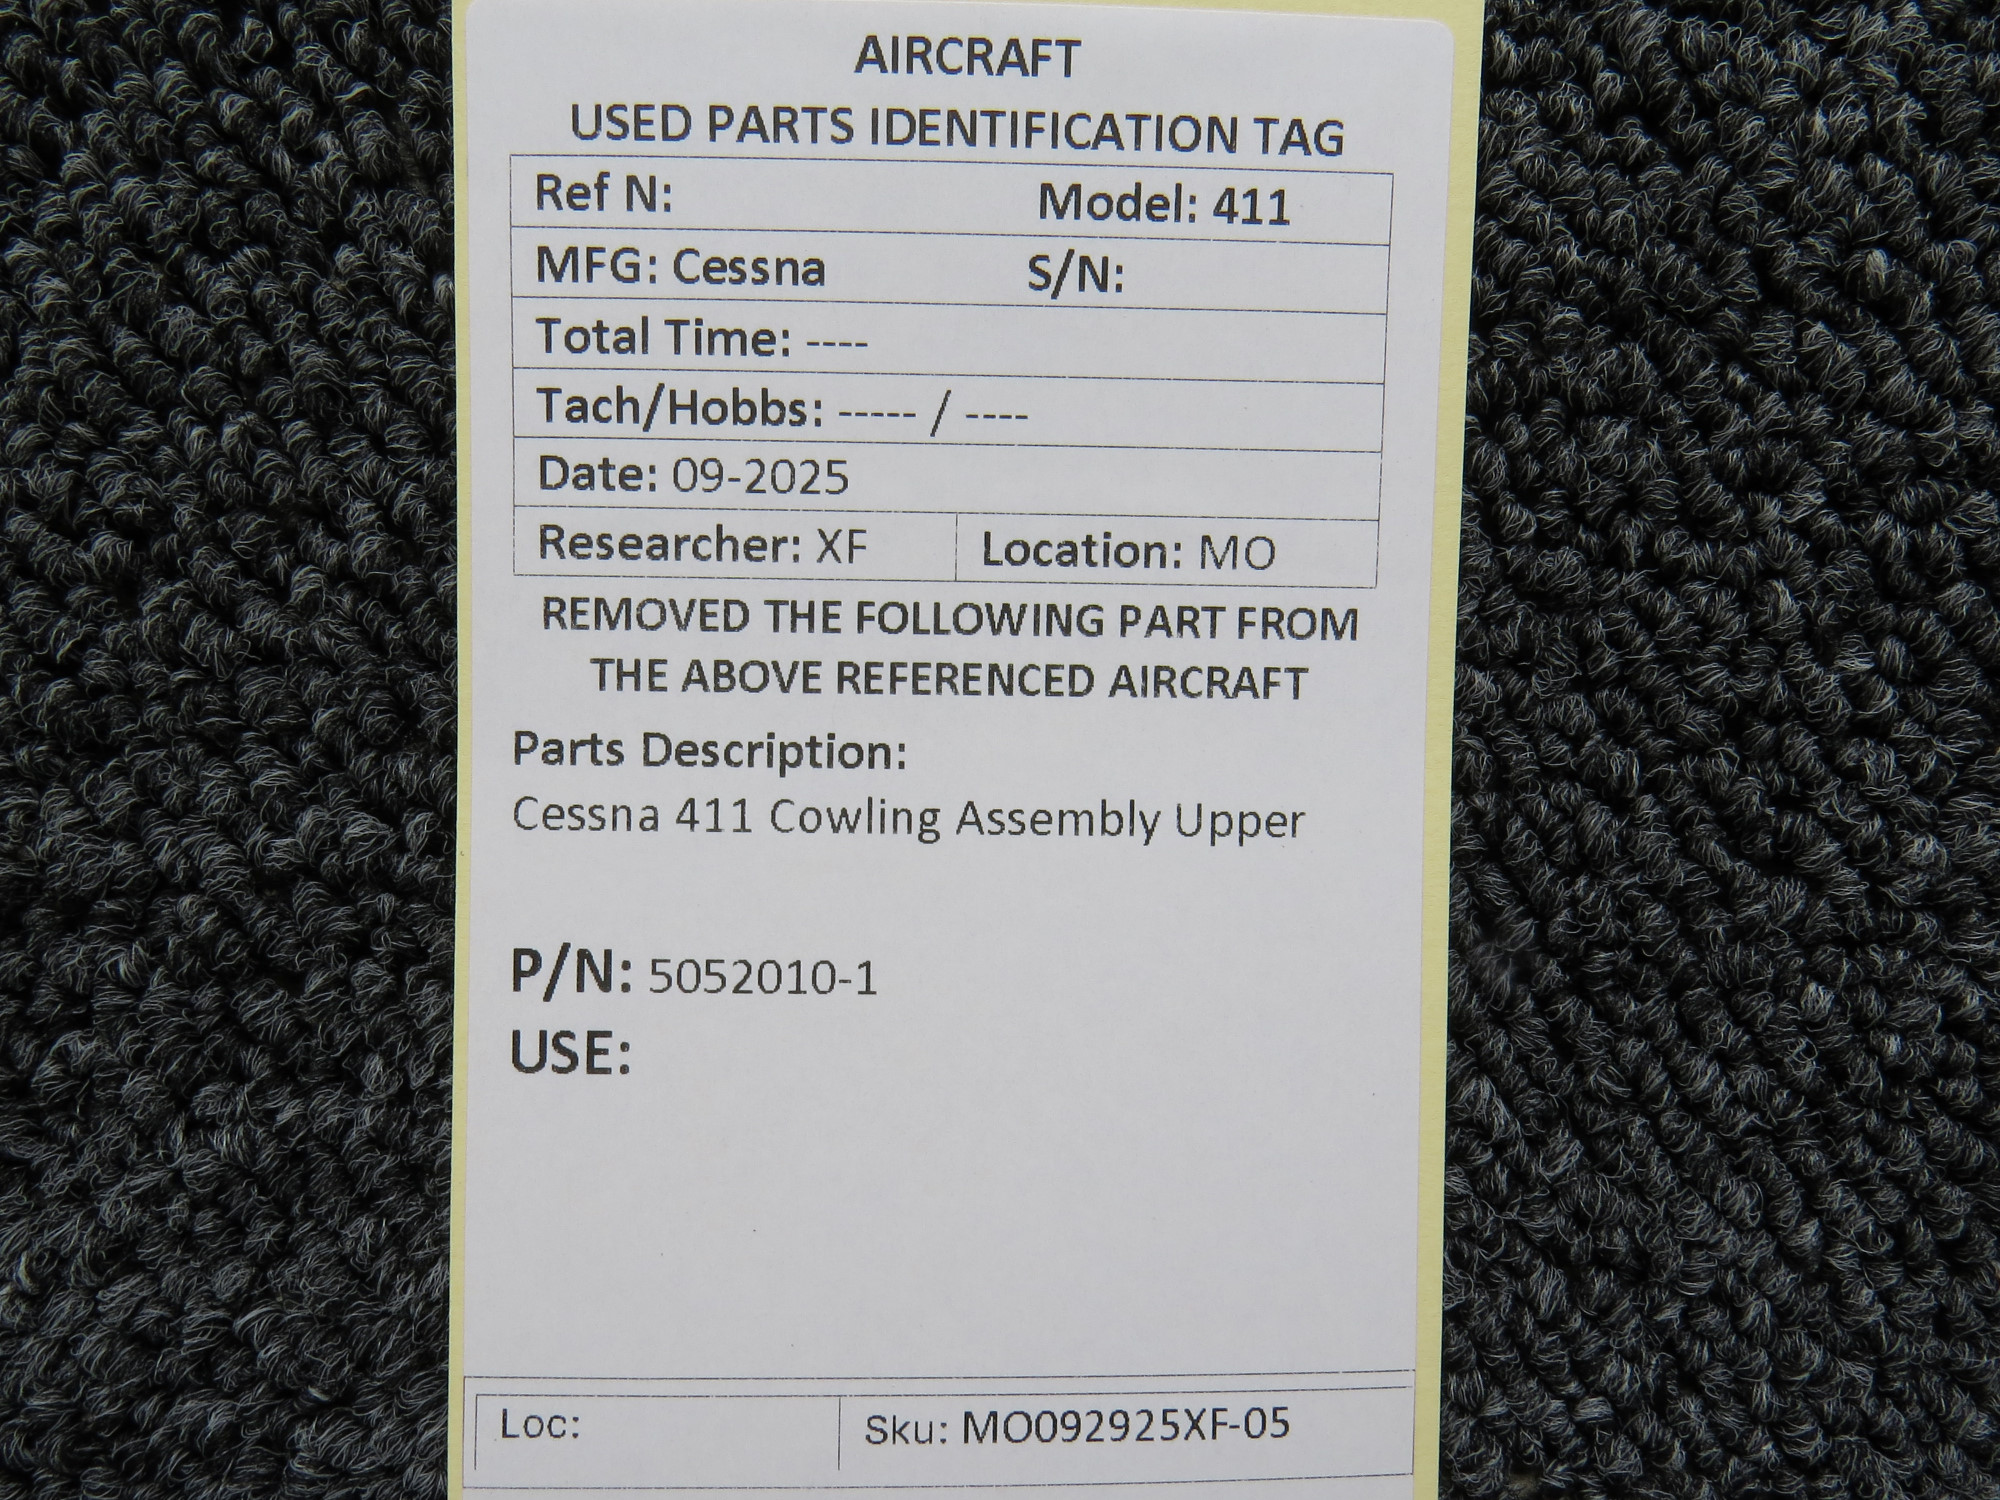 AIRCRAFT
USED PARTS IDENTIFICATION TAG
Ref N: Model: 411
MFG: Cessna S/N:
Total Time: ----
Tach/Hobbs: ----- / ----
Date: 09-2025
Researcher: XF Location: MO
REMOVED THE FOLLOWING PART FROM
THE ABOVE REFERENCED AIRCRAFT
Parts Description:
Cessna 411 Cowling Assembly Upper
P/N: 5052010-1
USE:
Loc: Sku: MO092925XF-05